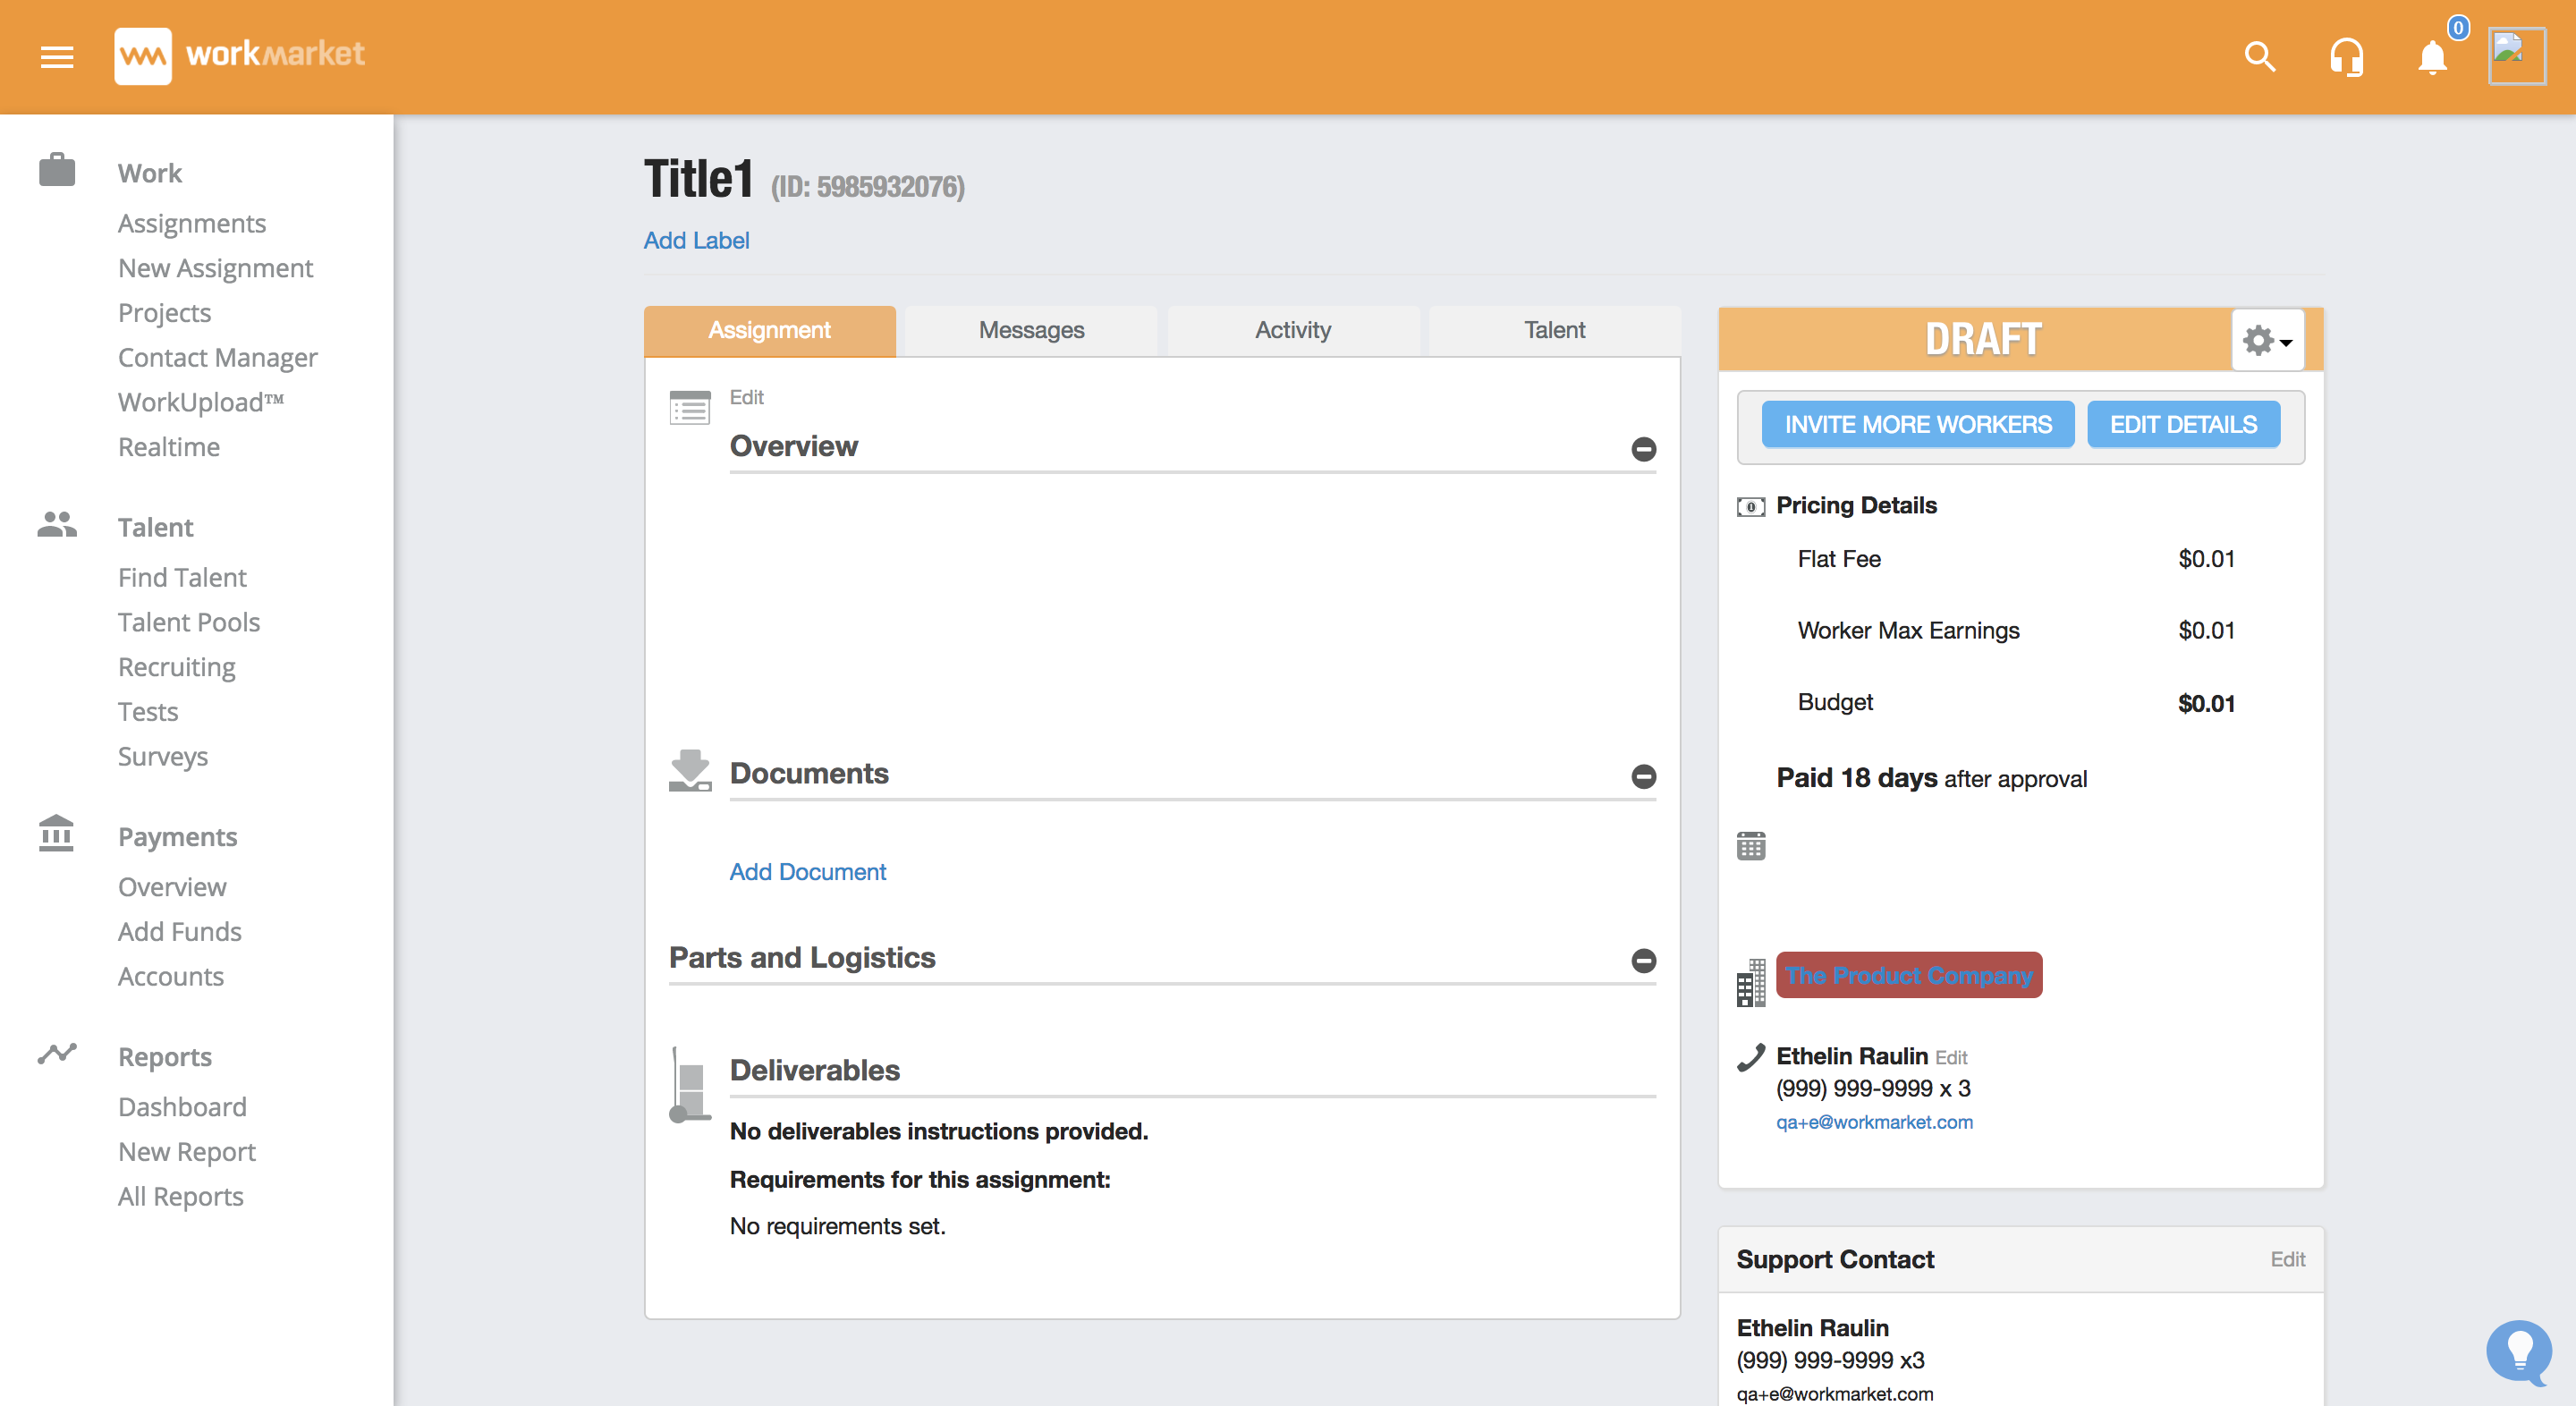 workmarket
0
Work
Assignments
New Assignment
Projects
Contact Manager
WorkUpload™
Realtime
Talent
Find Talent
Talent Pools
Recruiting
Tests
Surveys
Payments
Overview
Add Funds
Accounts
Reports
Dashboard
New Report
All Reports
Title1 (ID: 5985932076)
Add Label
Assignment Messages Activity Talent
Edit
Overview
Documents
Add Document
Parts and Logistics
Deliverables
No deliverables instructions provided.
Requirements for this assignment:
No requirements set.
DRAFT
INVITE MORE WORKERS EDIT DETAILS
Pricing Details
Flat Fee $0.01
Worker Max Earnings $0.01
Budget $0.01
Paid 18 days after approval
The Product Company
Ethelin Raulin Edit
(999) 999-9999 x 3
qa+e@workmarket.com
Support Contact Edit
Ethelin Raulin
(999) 999-9999 x3
qa+e@workmarket.com